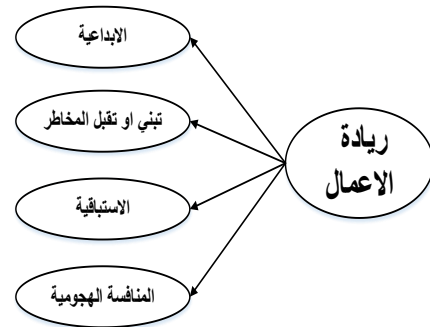 ريادة
الاعمال
الابداعية
تبني او تقبل المخاطر
الاستباقية
المنافسة الهجومية